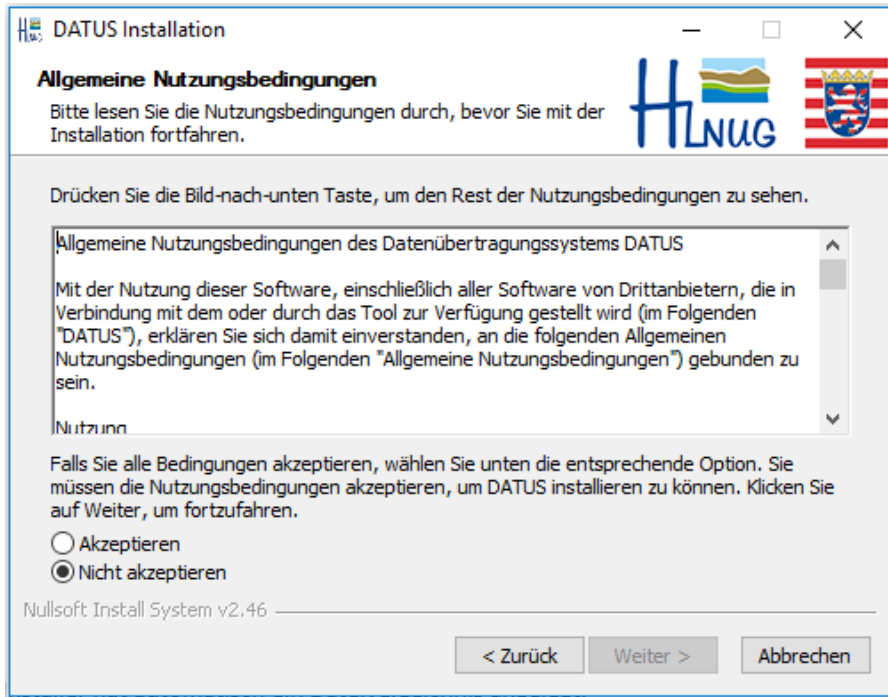 DATUS Installation
Allgemeine Nutzungsbedingungen
Bitte lesen Sie die Nutzungsbedingungen durch, bevor Sie mit der
Installation fortfahren.
HLNUG
Drücken Sie die Bild-nach-unten Taste, um den Rest der Nutzungsbedingungen zu sehen.
Allgemeine Nutzungsbedingungen des Datenübertragungssystems DATUS
Mit der Nutzung dieser Software, einschließlich aller Software von Drittanbietern, die in
Verbindung mit dem oder durch das Tool zur Verfügung gestellt wird (im Folgenden
"DATUS"), erklären Sie sich damit einverstanden, an die folgenden Allgemeinen
Nutzungsbedingungen (im Folgenden "Allgemeine Nutzungsbedingungen") gebunden zu
sein.
Nutzung
Falls Sie alle Bedingungen akzeptieren, wählen Sie unten die entsprechende Option. Sie
müssen die Nutzungsbedingungen akzeptieren, um DATUS installieren zu können. Klicken Sie
auf Weiter, um fortzufahren.
Akzeptieren
Nicht akzeptieren
Nullsoft Install System v2.46
< Zurück
Weiter >
Abbrechen